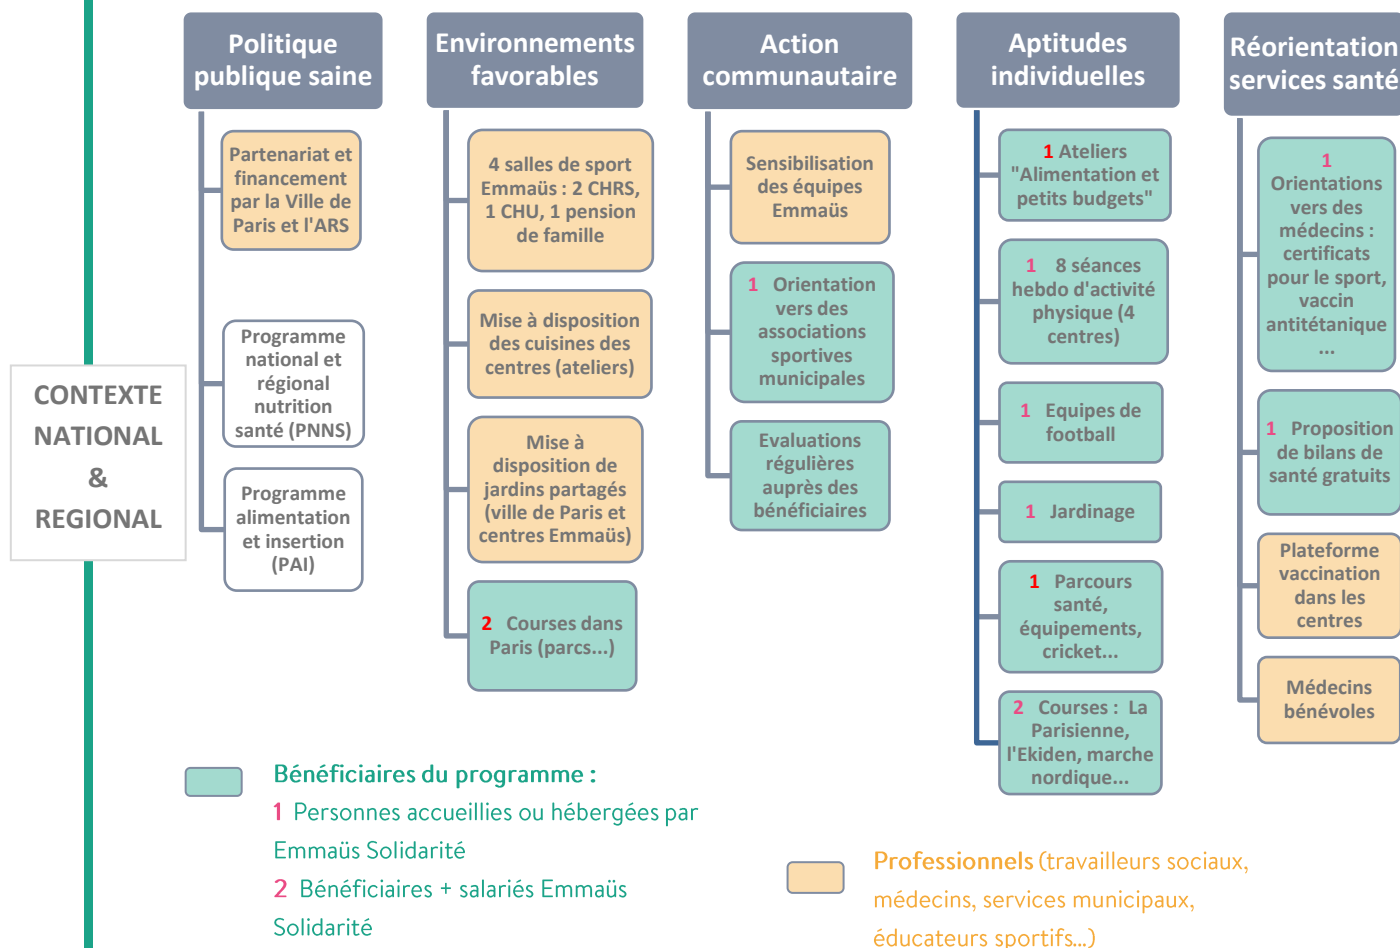 Politique
publique saine
Partenariat et
financement
par la Ville de
Paris et l'ARS
Programme
national et
régional
nutrition
santé (PNNS)
Programme
alimentation
et insertion
(PAI)
CONTEXTE
NATIONAL
&
REGIONAL
Environnements
favorables
4 salles de sport
Emmaüs : 2 CHRS,
1 CHU, 1 pension
de famille
Mise à disposition
des cuisines des
centres (ateliers)
Mise à
disposition de
jardins partagés
(ville de Paris et
centres Emmaüs)
2 Courses dans
Paris (parcs...)
Action
communautaire
Sensibilisation
des équipes
Emmaüs
1 Orientation
vers des
associations
sportives
municipales
Evaluations
régulières
auprès des
bénéficiaires
Aptitudes
individuelles
1 Ateliers
"Alimentation et
petits budgets"
1 8 séances
hebdo d'activité
physique (4
centres)
1 Equipes de
football
1 Jardinage
1 Parcours
santé,
équipements,
cricket...
2 Courses : La
Parisienne,
l'Ekiden, marche
nordique...
Réorientation
services santé
1
Orientations
vers des
médecins :
certificats
pour le sport,
vaccin
antitétanique
...
1 Proposition
de bilans de
santé gratuits
Plateforme
vaccination
dans les
centres
Médecins
bénévoles
Bénéficiaires du programme :
1 Personnes accueillies ou hébergées par
Emmaüs Solidarité
2 Bénéficiaires + salariés Emmaüs
Solidarité
Professionnels (travailleurs sociaux,
médecins, services municipaux,
éducateurs sportifs...)